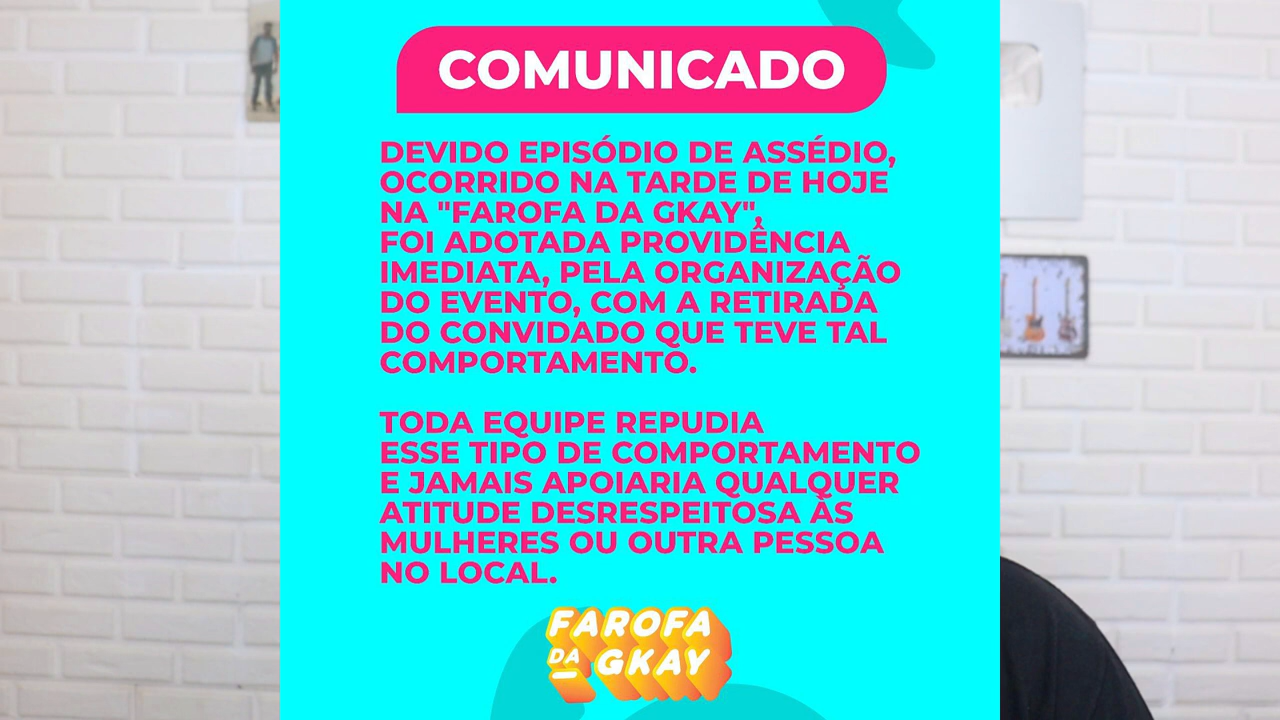 COMUNICADO
DEVIDO EPISÓDIO DE ASSÉDIO,
OCORRIDO NA TARDE DE HOJE
NA "FAROFA DA GKAY",
FOI ADOTADA PROVIDÊNCIA
IMEDIATA, PELA ORGANIZAÇÃO
DO EVENTO, COM A RETIRADA
DO CONVIDADO QUE TEVE TAL
COMPORTAMENTO.
TODA EQUIPE REPUDIA
ESSE TIPO DE COMPORTAMENTO
E JAMAIS APOIARIA QUALQUER
ATITUDE DESRESPEITOSA ÀS
MULHERES OU OUTRA PESSOA
NO LOCAL.
FAROFA
DA GKAY